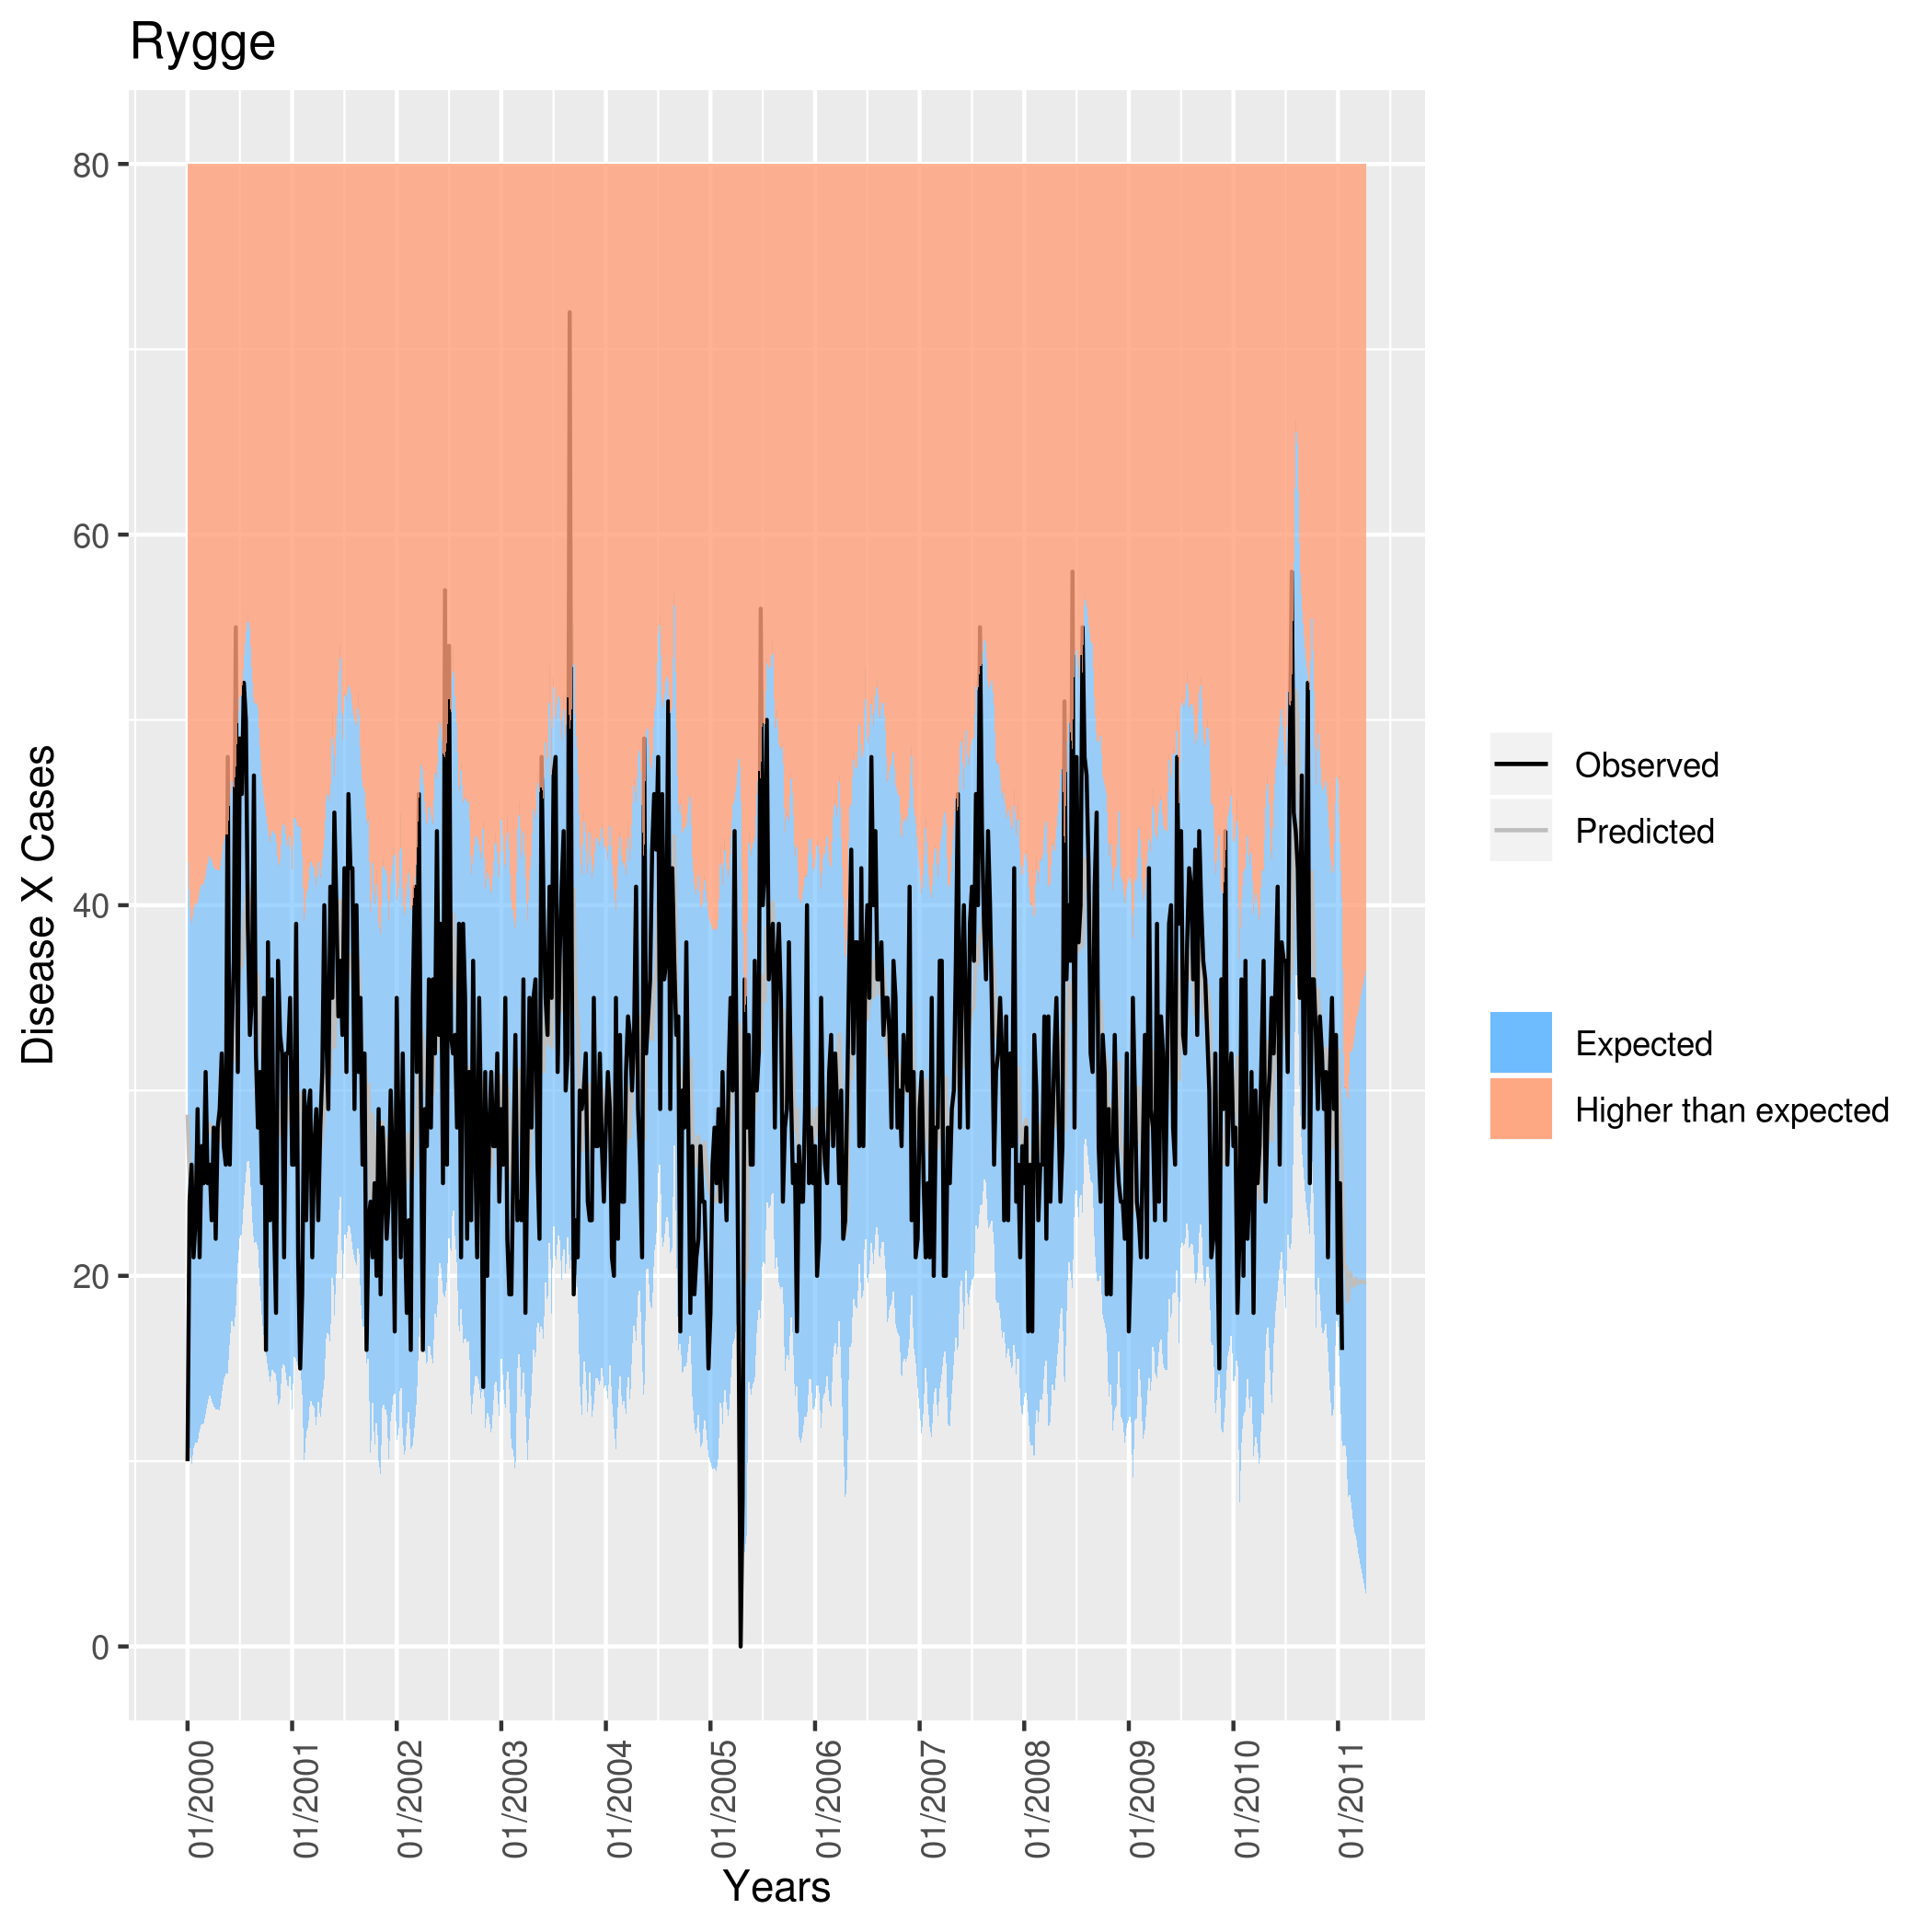 Rygge
80
60
40
20
0
Disease X Cases
01/2000
01/2001
01/2002
01/2003
01/2004
01/2005
01/2006
01/2007
01/2008
01/2009
01/2010
01/2011
Years
Observed
Predicted
Expected
Higher than expected